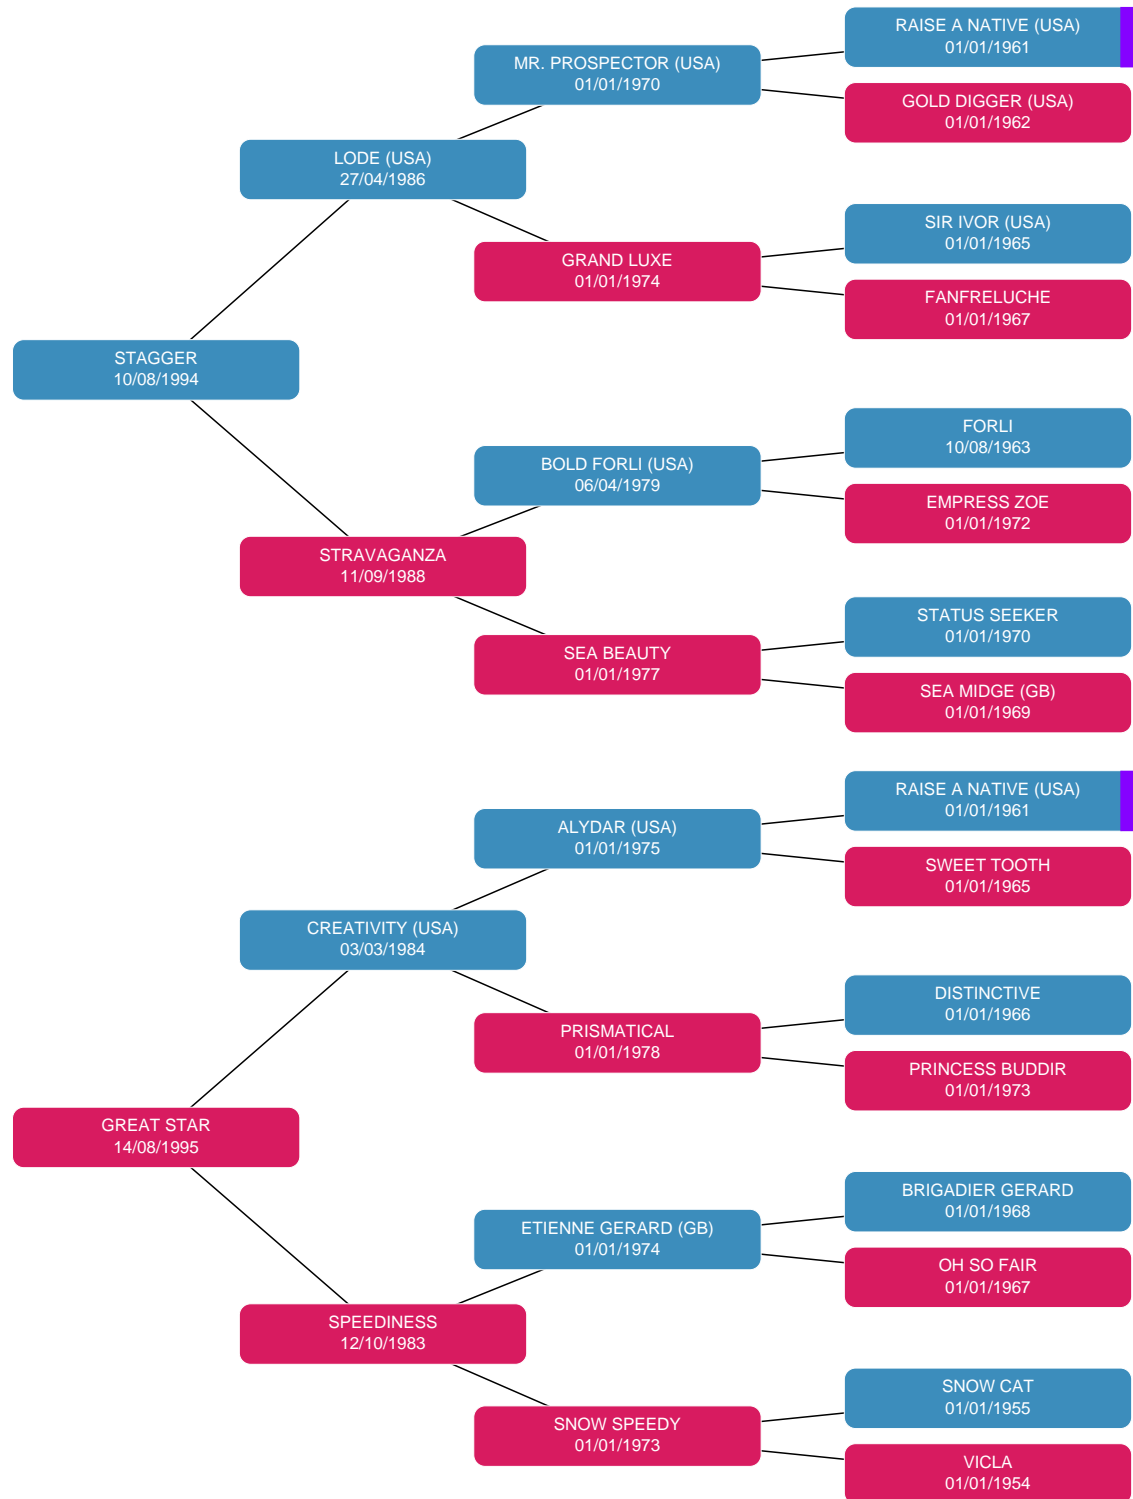 RAISE A NATIVE (USA)
01/01/1961
MR. PROSPECTOR (USA)
01/01/1970
GOLD DIGGER (USA)
01/01/1962
LODE (USA)
27/04/1986
SIR IVOR (USA)
01/01/1965
GRAND LUXE
01/01/1974
FANFRELUCHE
01/01/1967
STAGGER
10/08/1994
FORLI
10/08/1963
BOLD FORLI (USA)
06/04/1979
EMPRESS ZOE
01/01/1972
STRAVAGANZA
11/09/1988
STATUS SEEKER
01/01/1970
SEA BEAUTY
01/01/1977
SEA MIDGE (GB)
01/01/1969
RAISE A NATIVE (USA)
01/01/1961
ALYDAR (USA)
01/01/1975
SWEET TOOTH
01/01/1965
CREATIVITY (USA)
03/03/1984
DISTINCTIVE
01/01/1966
PRISMATICAL
01/01/1978
PRINCESS BUDDIR
01/01/1973
GREAT STAR
14/08/1995
BRIGADIER GERARD
01/01/1968
ETIENNE GERARD (GB)
01/01/1974
OH SO FAIR
01/01/1967
SPEEDINESS
12/10/1983
SNOW CAT
01/01/1955
SNOW SPEEDY
01/01/1973
VICLA
01/01/1954